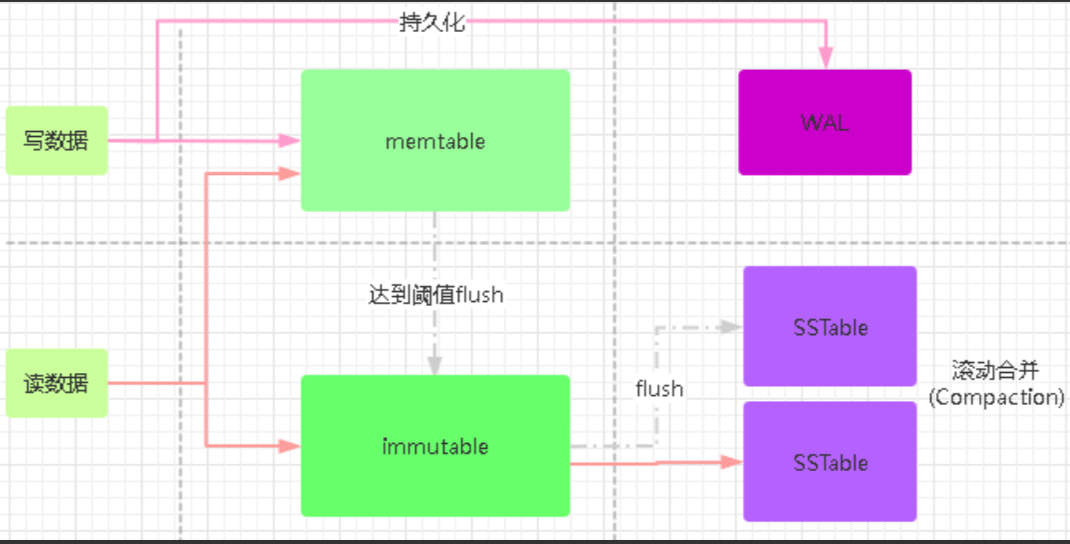 持久化
写数据
memtable
WAL
达到阈值flush
读数据
immutable
flush
SSTable
SSTable
滚动合并
(Compaction)